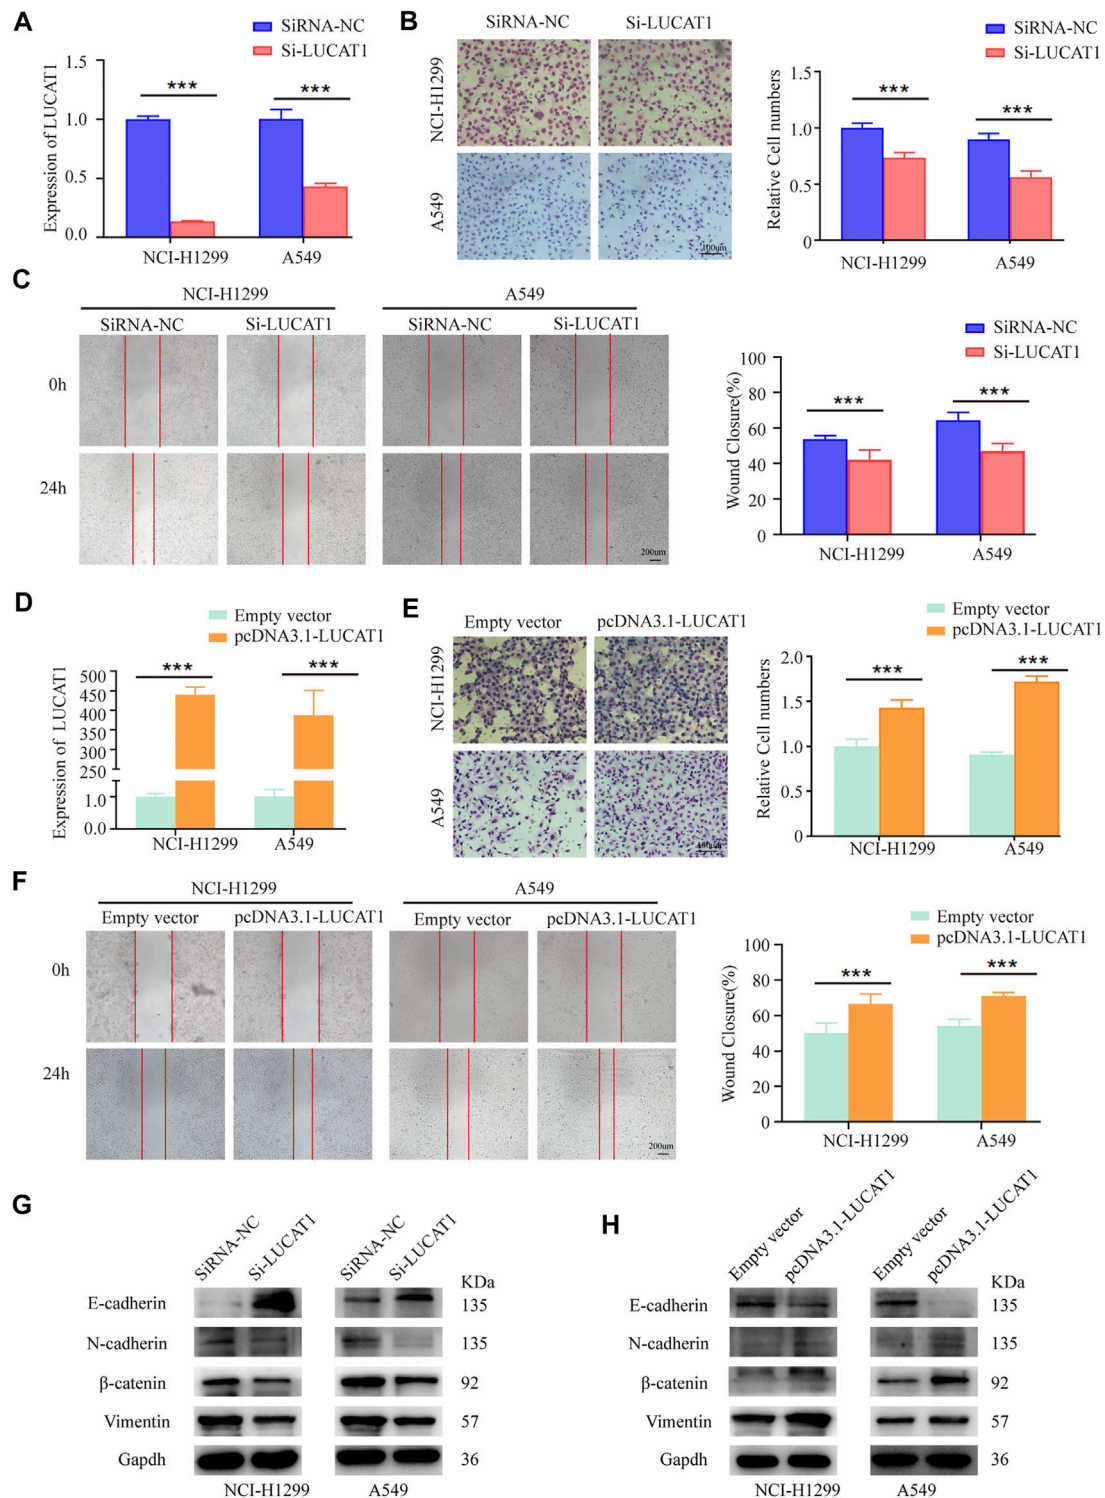 A
SiRNA-NC
Si-LUCAT1
Expression of LUCAT1
1.5
1.0
0.5
0.0
***
***
NCI-H1299
A549
B
SiRNA-NC
Si-LUCAT1
NCI-H1299
A549
100um
SiRNA-NC
Si-LUCAT1
Relative Cell numbers
1.5
1.0
0.5
0
***
***
NCI-H1299
A549
C
NCI-H1299
A549
SiRNA-NC
Si-LUCAT1
SiRNA-NC
Si-LUCAT1
0h
24h
200um
SiRNA-NC
Si-LUCAT1
Wound Closure(%)
100
80
60
40
20
0
***
***
NCI-H1299
A549
D
Empty vector
pcDNA3.1-LUCAT1
Expression of LUCAT1
500
450
400
350
300
250
1.0
0.0
***
***
NCI-H1299
A549
E
Empty vector
pcDNA3.1-LUCAT1
NCI-H1299
A549
100um
Empty vector
pcDNA3.1-LUCAT1
Relative Cell numbers
2.0
1.5
1.0
0.5
0
***
***
NCI-H1299
A549
F
NCI-H1299
A549
Empty vector
pcDNA3.1-LUCAT1
Empty vector
pcDNA3.1-LUCAT1
0h
24h
200um
Empty vector
pcDNA3.1-LUCAT1
Wound Closure(%)
100
80
60
40
20
0
***
***
NCI-H1299
A549
G
SiRNA-NC
Si-LUCAT1
SiRNA-NC
Si-LUCAT1
KDa
E-cadherin
135
N-cadherin
135
β-catenin
92
Vimentin
57
Gapdh
36
NCI-H1299
A549
H
Empty vector
pcDNA3.1-LUCAT1
Empty vector
pcDNA3.1-LUCAT1
KDa
E-cadherin
135
N-cadherin
135
β-catenin
92
Vimentin
57
Gapdh
36
NCI-H1299
A549